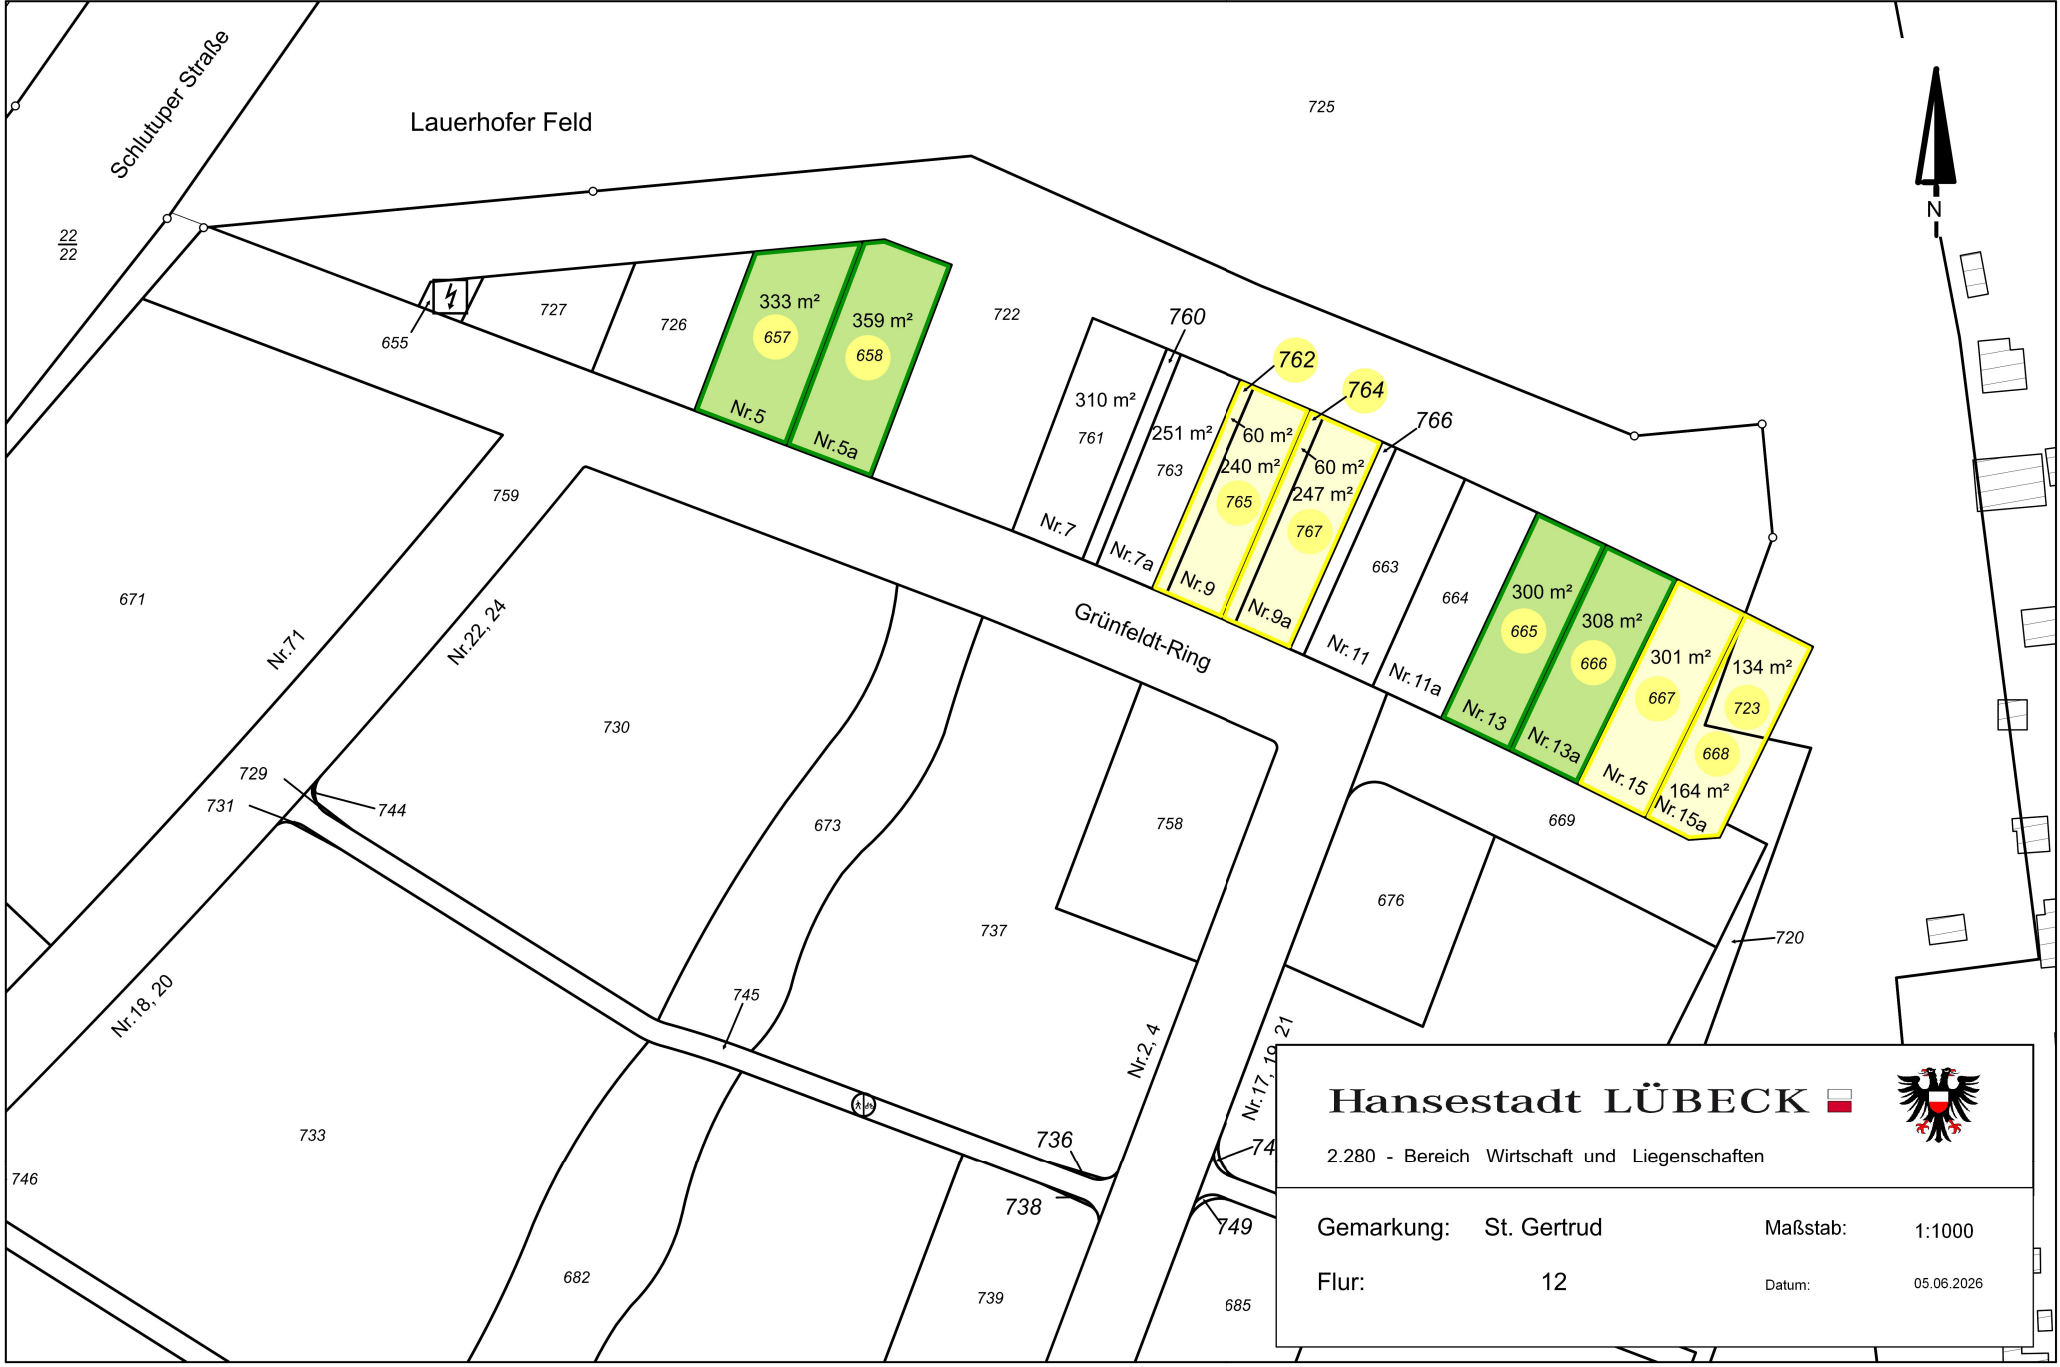 Schlutuper Straße
Lauerhofer Feld
725
N
22
22
655
727
726
333 m²
657
Nr.5
359 m²
658
Nr.5a
722
760
762
764
766
310 m²
761
Nr.7
251 m²
763
Nr.7a
60 m²
240 m²
765
Nr.9
60 m²
247 m²
767
Nr.9a
663
Nr.11
664
Nr.11a
300 m²
665
Nr.13
308 m²
666
Nr.13a
301 m²
667
Nr.15
134 m²
723
668
164 m²
Nr.15a
759
671
Nr.71
Nr.22, 24
Grünfeldt-Ring
730
729
731
744
673
758
669
676
737
720
745
Nr.18, 20
Nr.2, 4
Nr.17, 19, 21
733
746
736
738
74
749
682
739
685
Hansestadt LÜBECK
2.280 - Bereich Wirtschaft und Liegenschaften
Gemarkung: St. Gertrud
Maßstab: 1:1000
Flur: 12
Datum: 05.06.2026